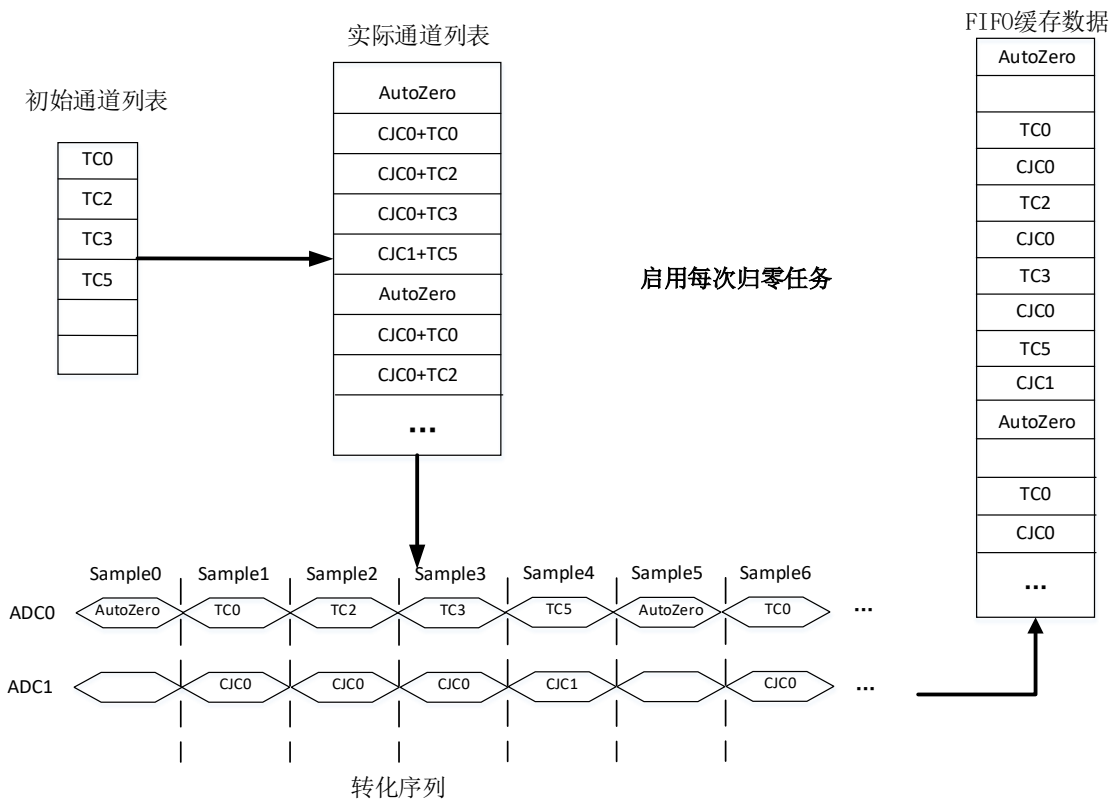 初始通道列表
TC0
TC2
TC3
TC5
实际通道列表
AutoZero
CJC0+TC0
CJC0+TC2
CJC0+TC3
CJC1+TC5
AutoZero
CJC0+TC0
CJC0+TC2
...
启用每次归零任务
FIFO缓存数据
AutoZero
TC0
CJC0
TC2
CJC0
TC3
CJC0
TC5
CJC1
AutoZero
TC0
CJC0
...
Sample0 Sample1 Sample2 Sample3 Sample4 Sample5 Sample6
ADC0 AutoZero TC0 TC2 TC3 TC5 AutoZero TC0 ...
ADC1 CJC0 CJC0 CJC0 CJC1 CJC0 ...
转化序列